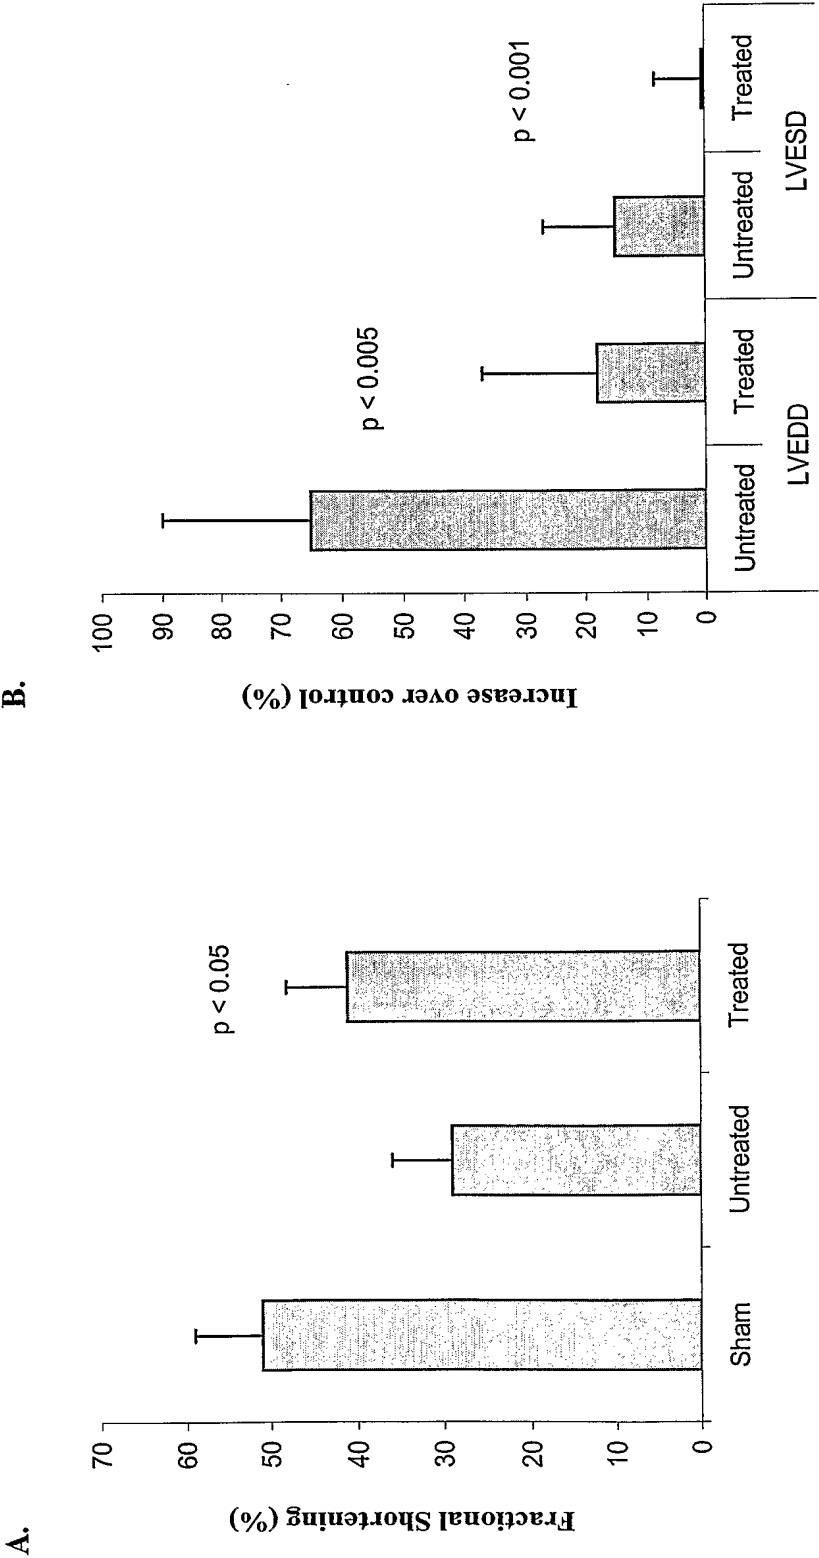 A.
Fractional Shortening (%)
70
60
50
40
30
20
10
0
Sham
Untreated
Treated
p < 0.05
B.
Increase over control (%)
100
90
80
70
60
50
40
30
20
10
0
Untreated
Treated
Untreated
Treated
LVEDD
LVESD
p < 0.005
p < 0.001